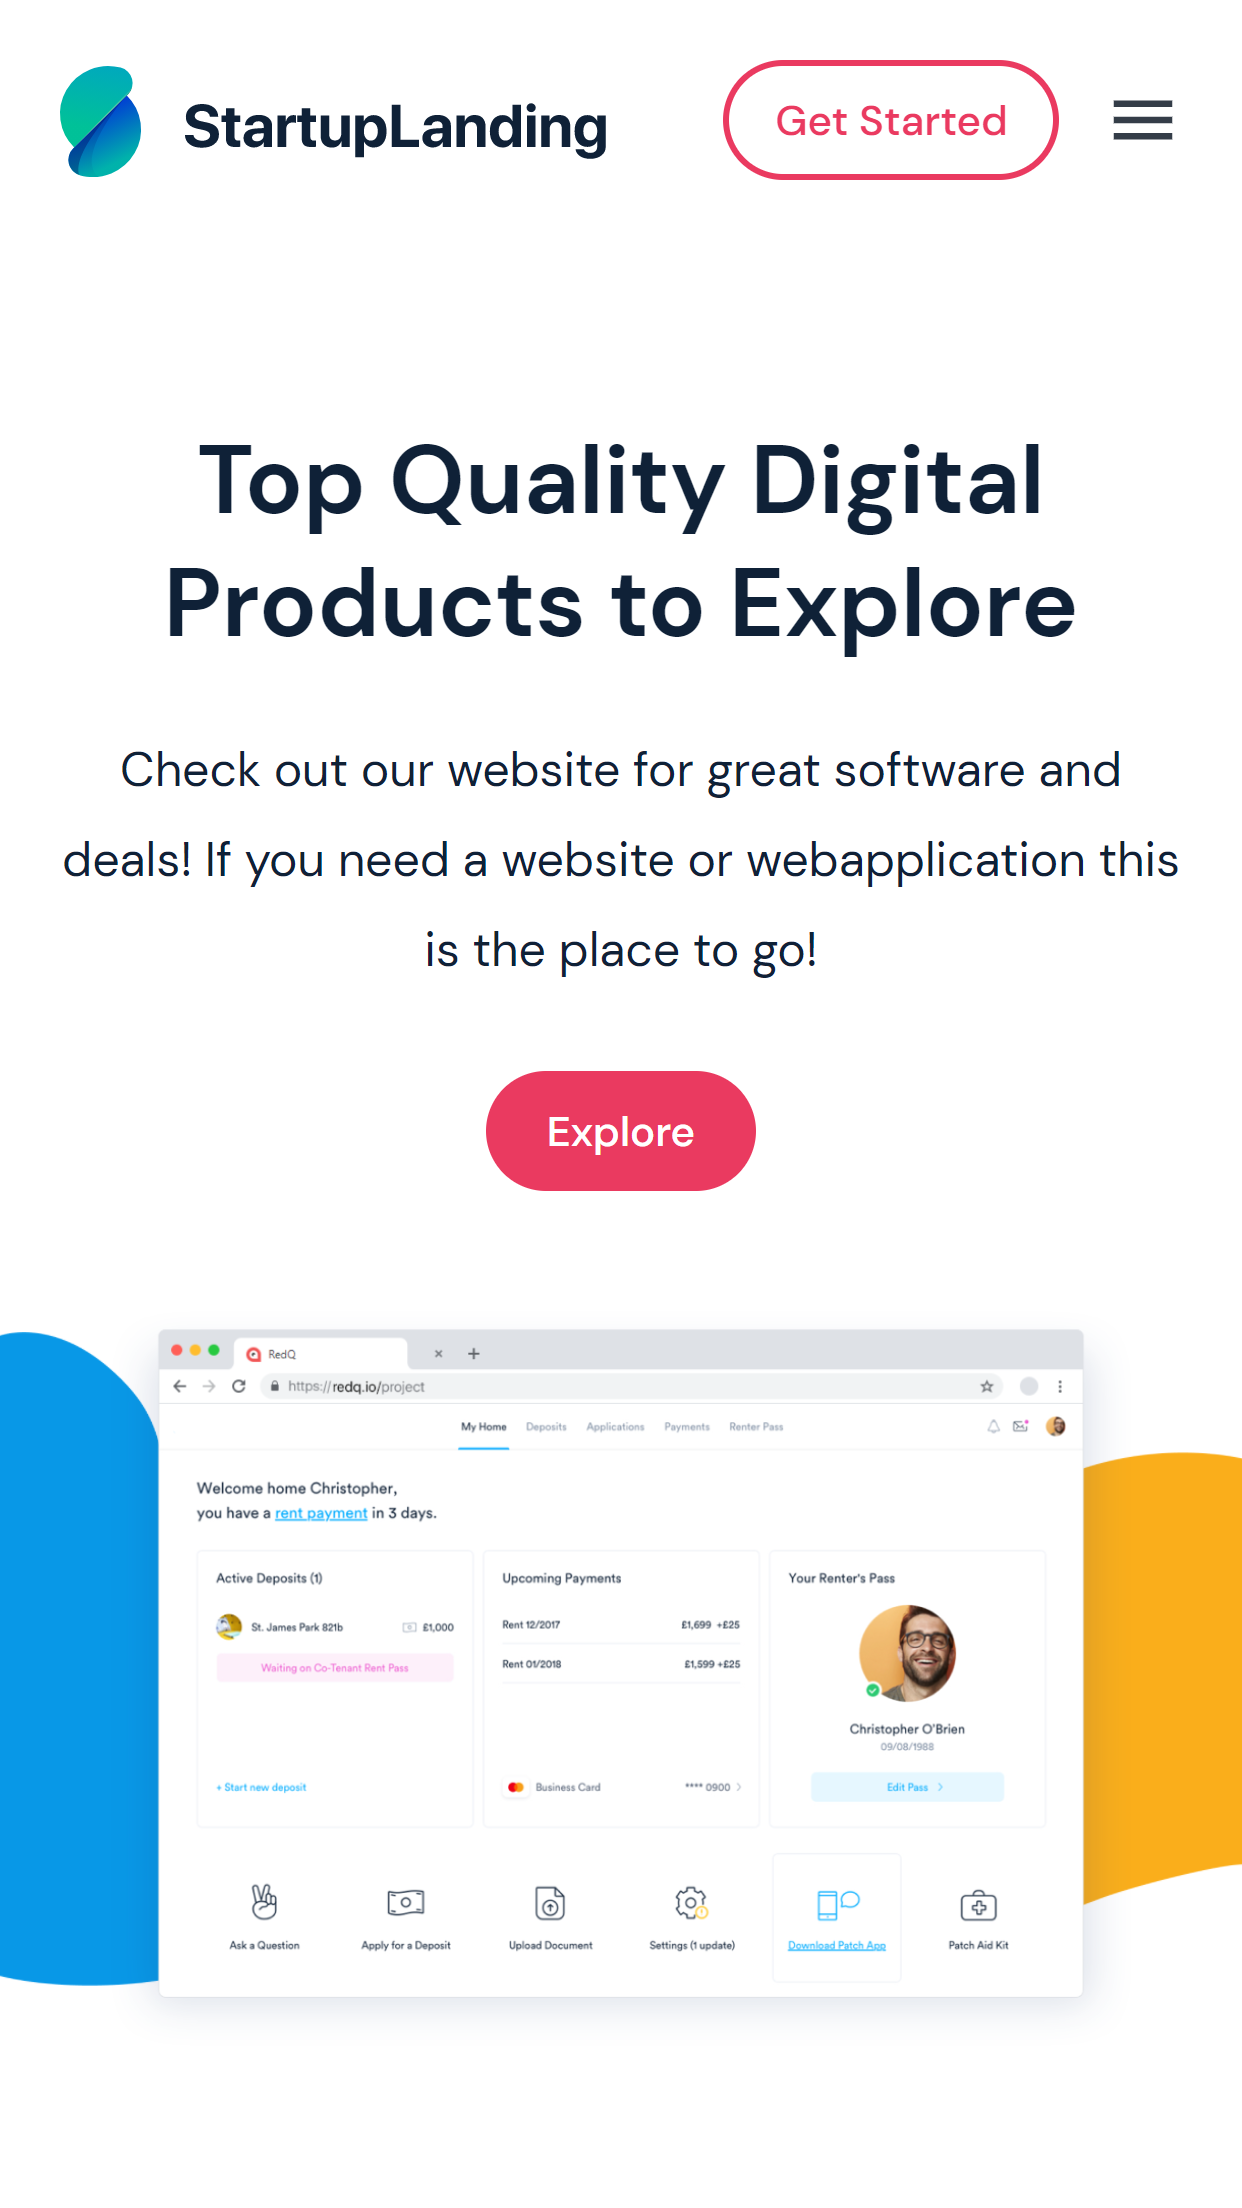 StartupLanding
Get Started
Top Quality Digital
Products to Explore
Check out our website for great software and
deals! If you need a website or webapplication this
is the place to go!
Explore
RedQ
https://redq.io/project
My Home Deposits Applications Payments Renter Pass
Welcome home Christopher,
you have a rent payment in 3 days.
Active Deposits (1)
St. James Park 821b £1,000
Waiting on Co-Tenant Rent Pass
+ Start new deposit
Upcoming Payments
Rent 12/2017 £1,699 +£25
Rent 01/2018 £1,599 +£25
Business Card **** 0900
Your Renter's Pass
Christopher O'Brien
09/08/1988
Edit Pass
Ask a Question
Apply for a Deposit
Upload Document
Settings (1 update)
Download Patch App
Patch Aid Kit